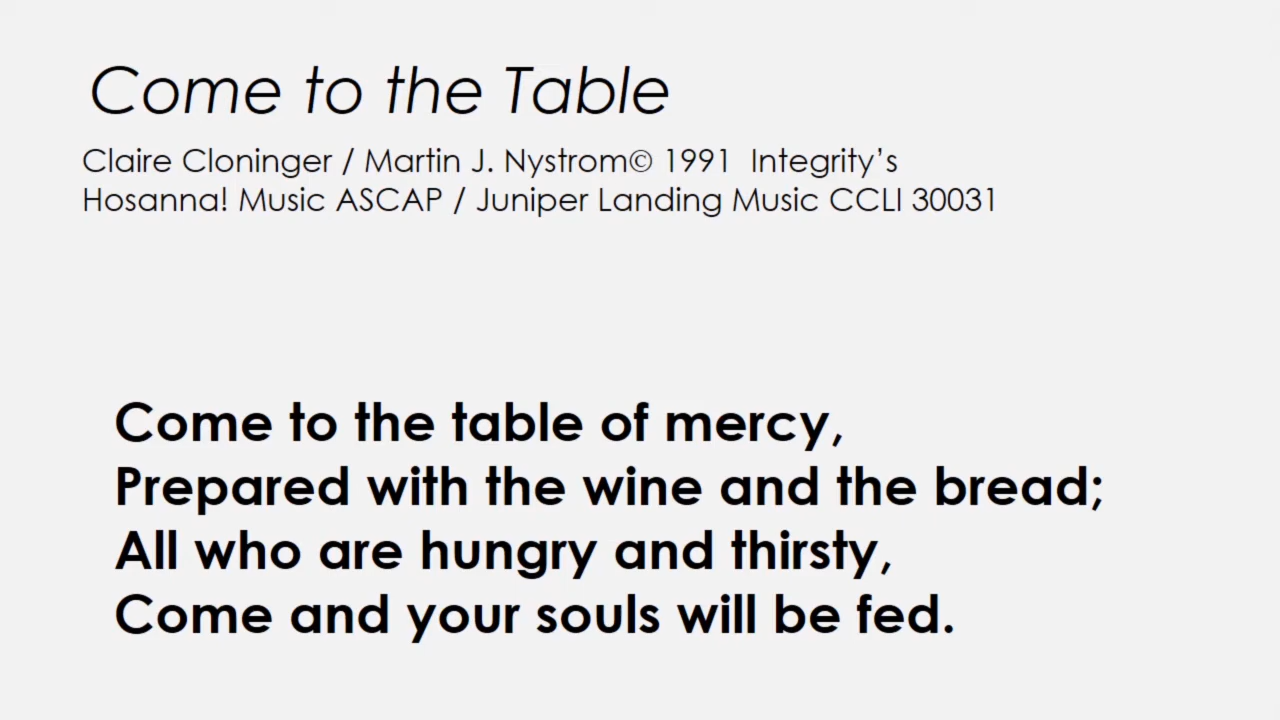 Come to the Table
Claire Cloninger / Martin J. Nystrom© 1991 Integrity’s
Hosanna! Music ASCAP / Juniper Landing Music CCLI 30031
Come to the table of mercy,
Prepared with the wine and the bread;
All who are hungry and thirsty,
Come and your souls will be fed.